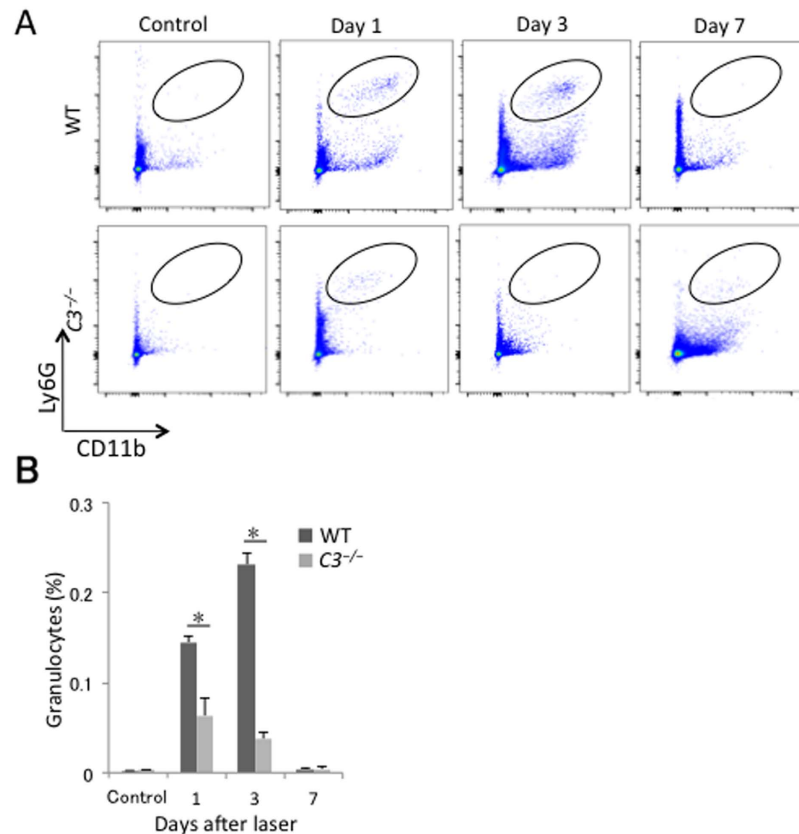 A
Control Day 1 Day 3 Day 7
WT
C3⁻/⁻
Ly6G
CD11b
B
0.3
0.2
0.1
0
Granulocytes (%)
* *
WT
C3⁻/⁻
Control 1 3 7
Days after laser